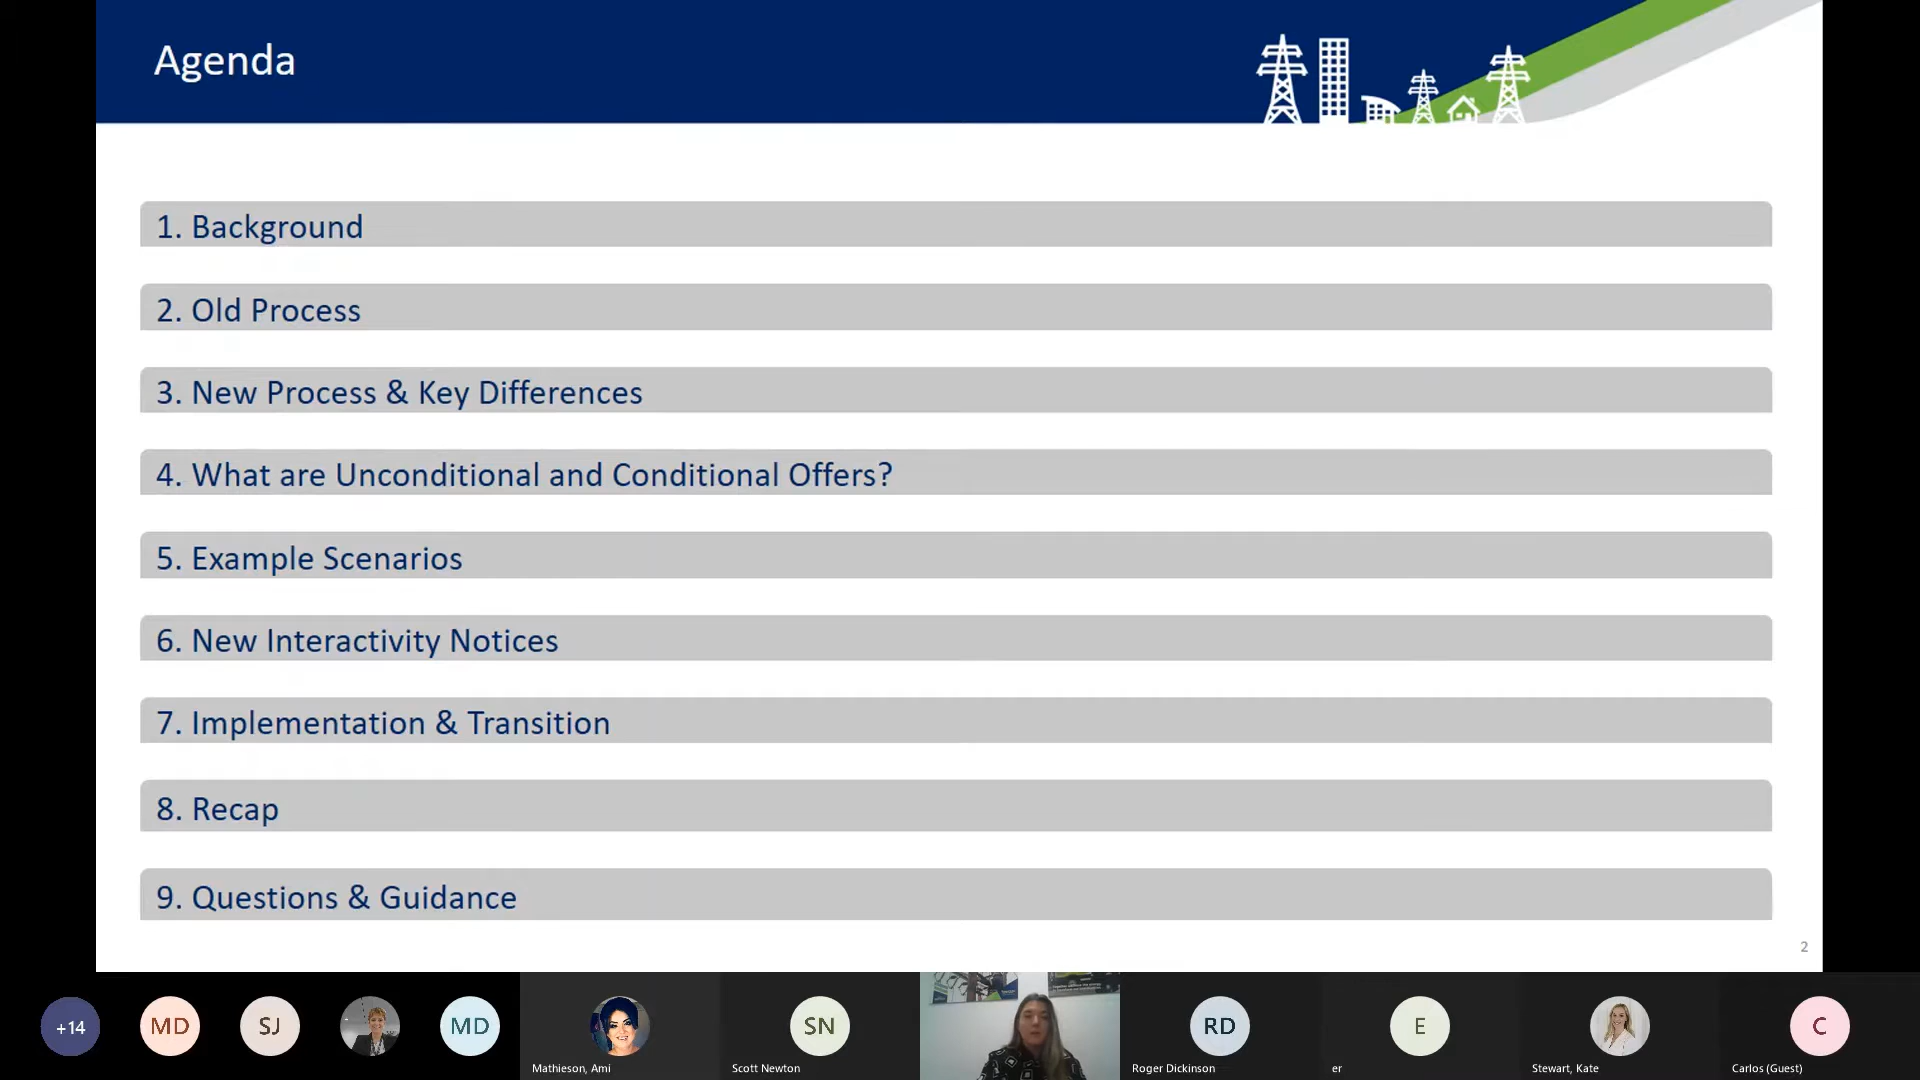 Agenda
1. Background
2. Old Process
3. New Process & Key Differences
4. What are Unconditional and Conditional Offers?
5. Example Scenarios
6. New Interactivity Notices
7. Implementation & Transition
8. Recap
9. Questions & Guidance
2
+14
MD
SJ
MD
Mathieson, Ami
SN
Scott Newton
RD
Roger Dickinson
E
er
Stewart, Kate
C
Carlos (Guest)